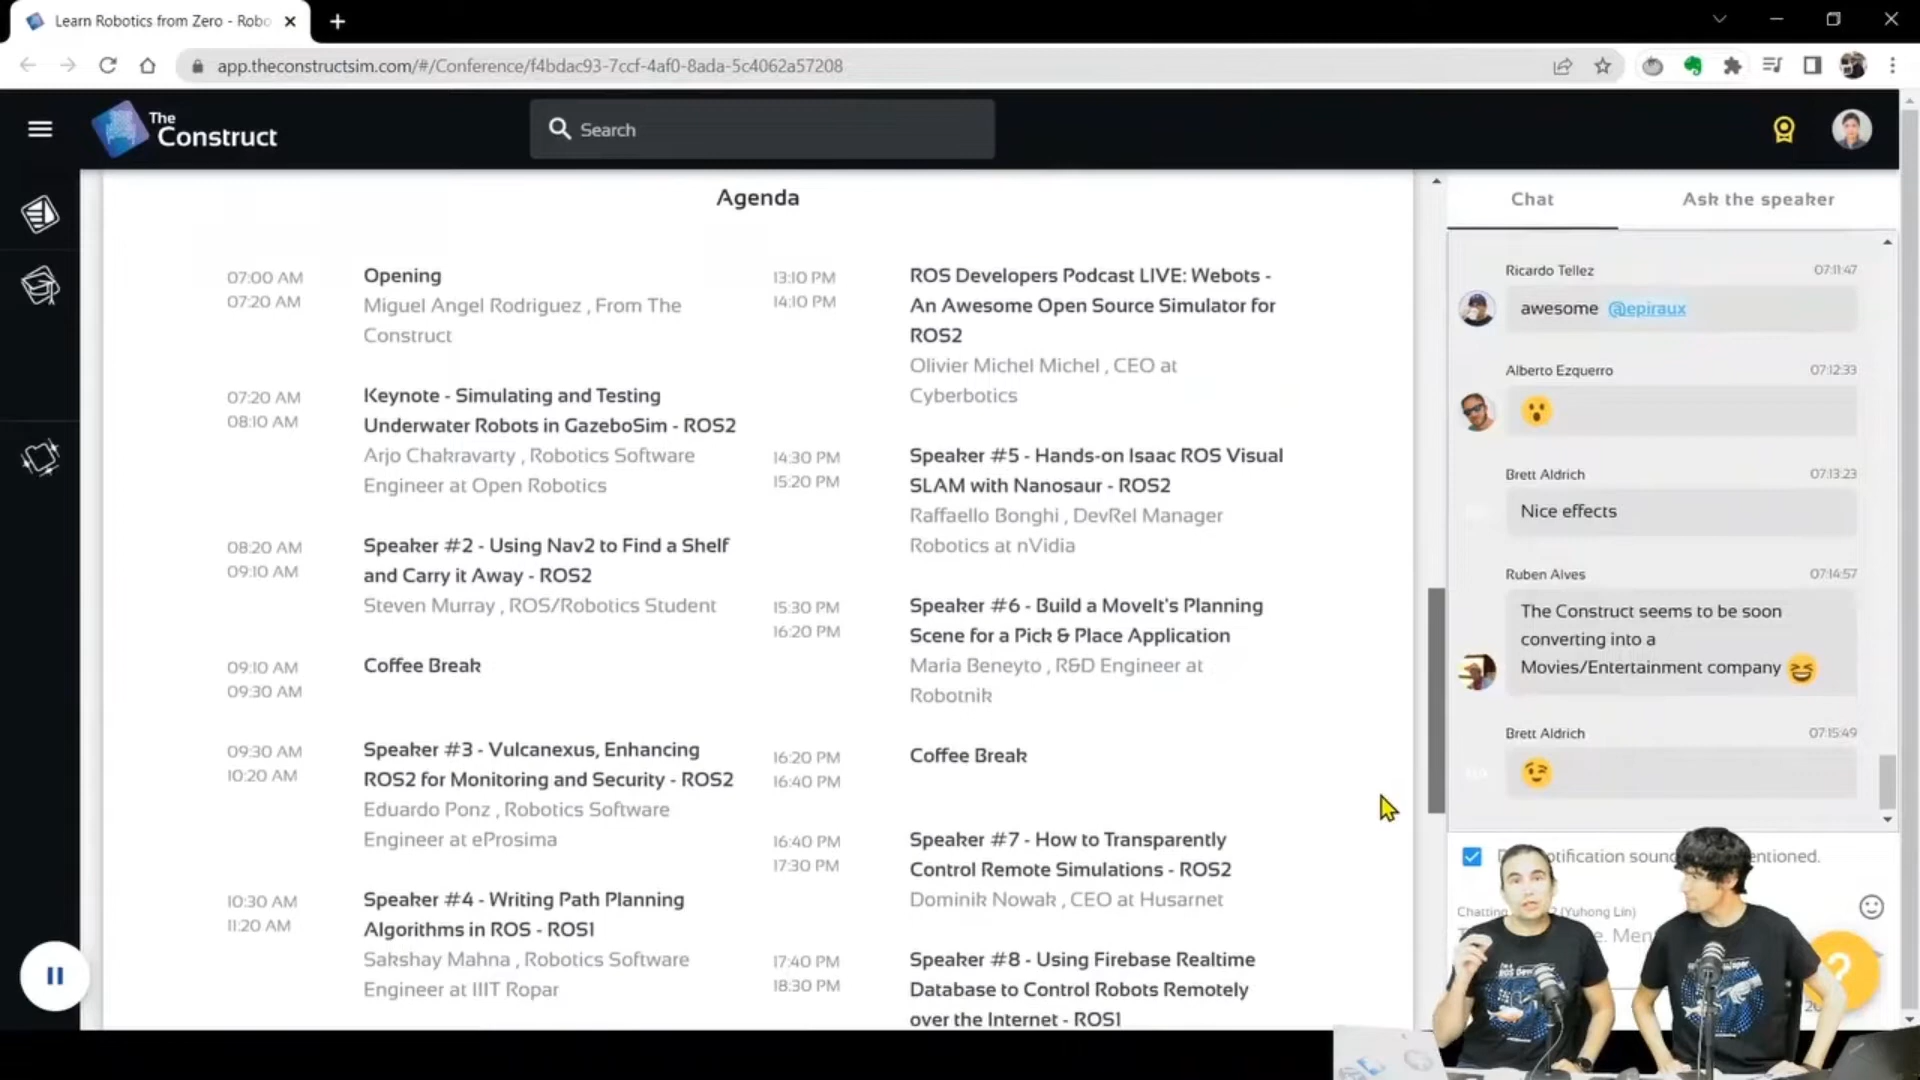 Learn Robotics from Zero - Robo
app.theconstructsim.com/#/Conference/f4bdac93-7ccf-4af0-8ada-5c4062a57208
The
Construct
Search
Agenda
07:00 AM
07:20 AM
Opening
Miguel Angel Rodriguez , From The
Construct
07:20 AM
08:10 AM
Keynote - Simulating and Testing
Underwater Robots in GazeboSim - ROS2
Arjo Chakravarty , Robotics Software
Engineer at Open Robotics
08:20 AM
09:10 AM
Speaker #2 - Using Nav2 to Find a Shelf
and Carry it Away - ROS2
Steven Murray , ROS/Robotics Student
09:10 AM
09:30 AM
Coffee Break
09:30 AM
10:20 AM
Speaker #3 - Vulcanexus, Enhancing
ROS2 for Monitoring and Security - ROS2
Eduardo Ponz , Robotics Software
Engineer at eProsima
10:30 AM
11:20 AM
Speaker #4 - Writing Path Planning
Algorithms in ROS - ROS1
Sakshay Mahna , Robotics Software
Engineer at IIIT Ropar
13:10 PM
14:10 PM
ROS Developers Podcast LIVE: Webots -
An Awesome Open Source Simulator for
ROS2
Olivier Michel Michel , CEO at
Cyberbotics
14:30 PM
15:20 PM
Speaker #5 - Hands-on Isaac ROS Visual
SLAM with Nanosaur - ROS2
Raffaello Bonghi , DevRel Manager
Robotics at nVidia
15:30 PM
16:20 PM
Speaker #6 - Build a MoveIt's Planning
Scene for a Pick & Place Application
Maria Beneyto , R&D Engineer at
Robotnik
16:20 PM
16:40 PM
Coffee Break
16:40 PM
17:30 PM
Speaker #7 - How to Transparently
Control Remote Simulations - ROS2
Dominik Nowak , CEO at Husarnet
17:40 PM
18:30 PM
Speaker #8 - Using Firebase Realtime
Database to Control Robots Remotely
over the Internet - ROS1
Chat
Ask the speaker
Ricardo Tellez 07:11:47
awesome @epiraux
Alberto Ezquerro 07:12:33
Brett Aldrich 07:13:23
Nice effects
Ruben Alves 07:14:57
The Construct seems to be soon
converting into a
Movies/Entertainment company
Brett Aldrich 07:15:49
Chatting (Yuhong Lin)
?